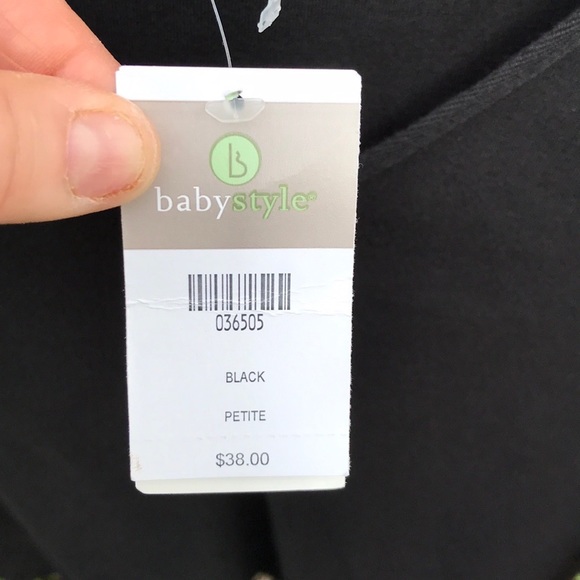 b
babystyle®
036505
BLACK
PETITE
$38.00